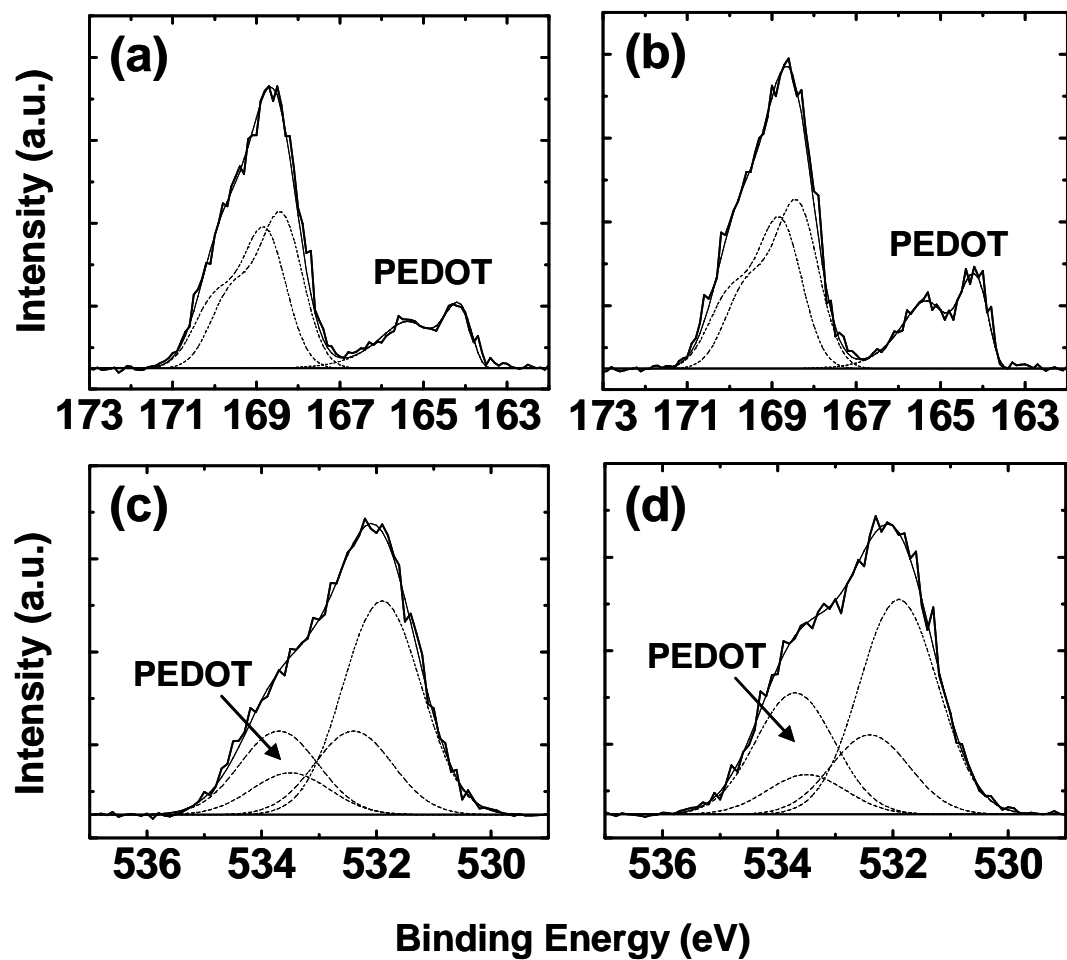 (a)
(b)
PEDOT
PEDOT
Intensity (a.u.)
173 171 169 167 165 163
173 171 169 167 165 163
(c)
(d)
PEDOT
PEDOT
Intensity (a.u.)
536 534 532 530
536 534 532 530
Binding Energy (eV)